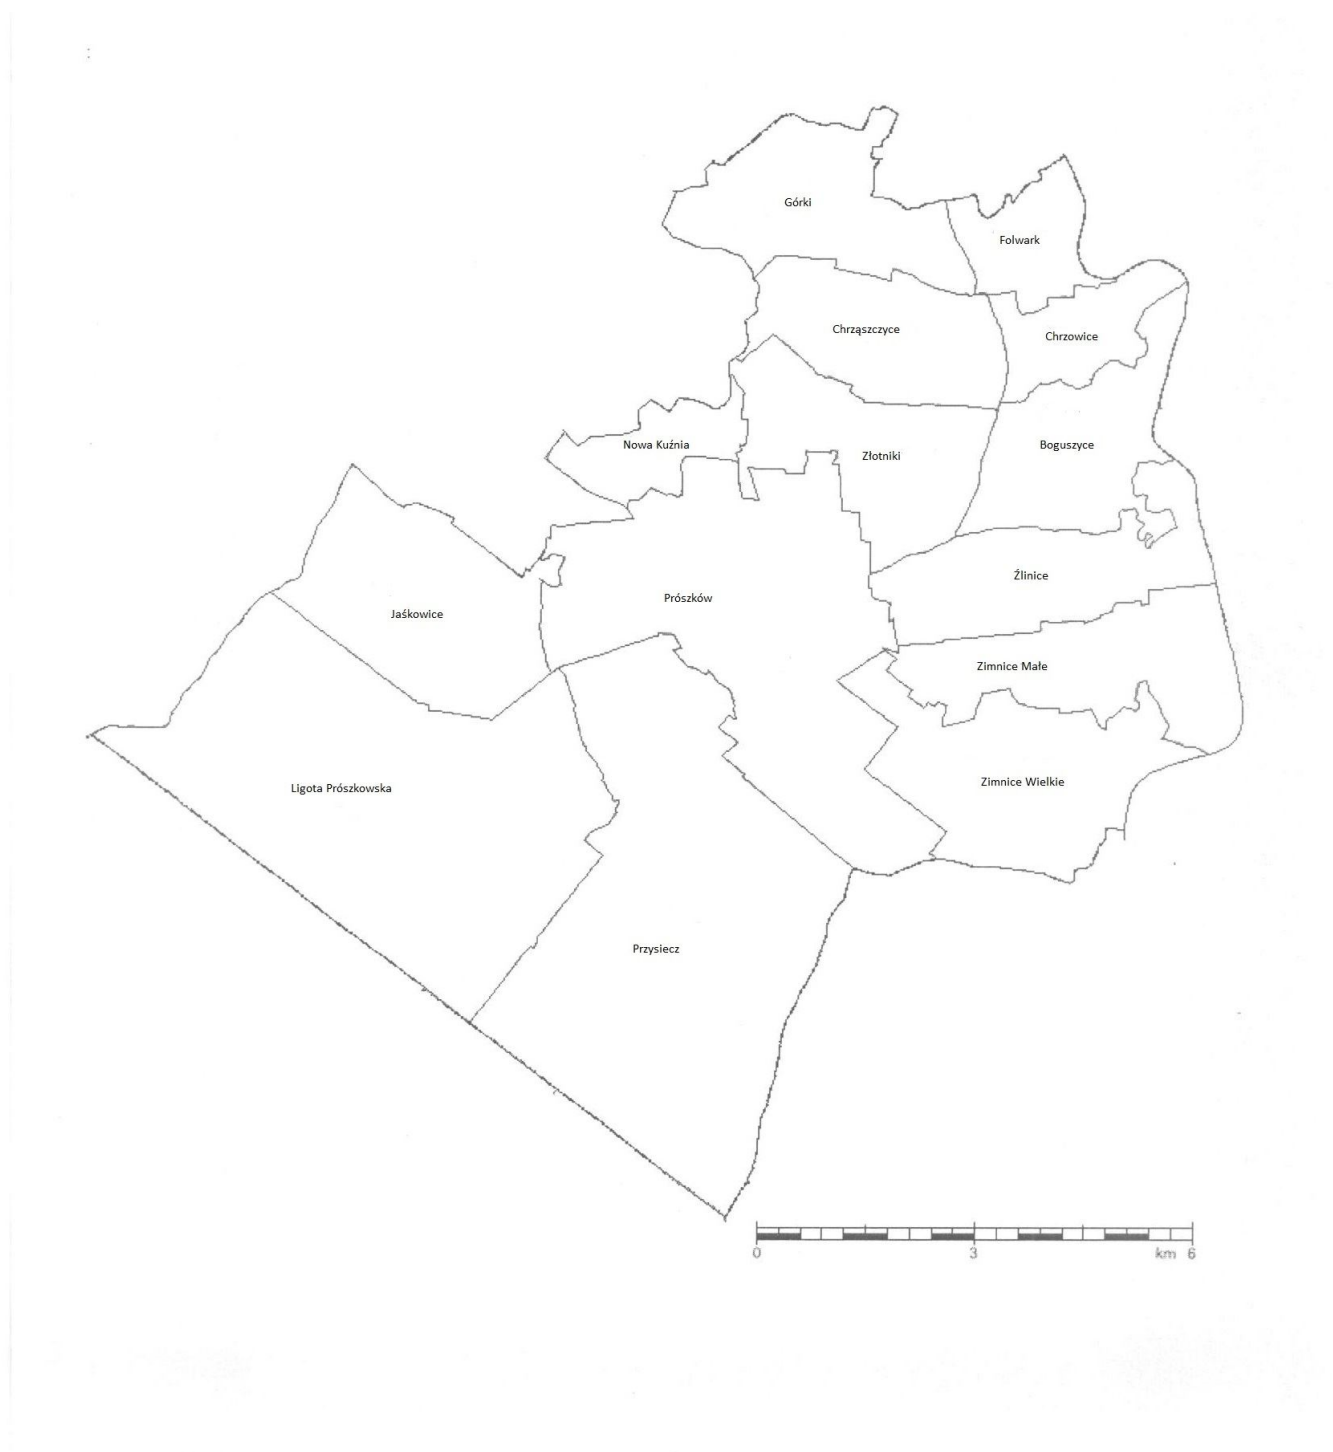 Górki
Folwark
Chrząszczyce
Chrzowice
Nowa Kuźnia
Złotniki
Boguszyce
Źlinice
Prószków
Jaśkowice
Zimnice Małe
Zimnice Wielkie
Ligota Prószkowska
Przysiecz
0 3 km 6